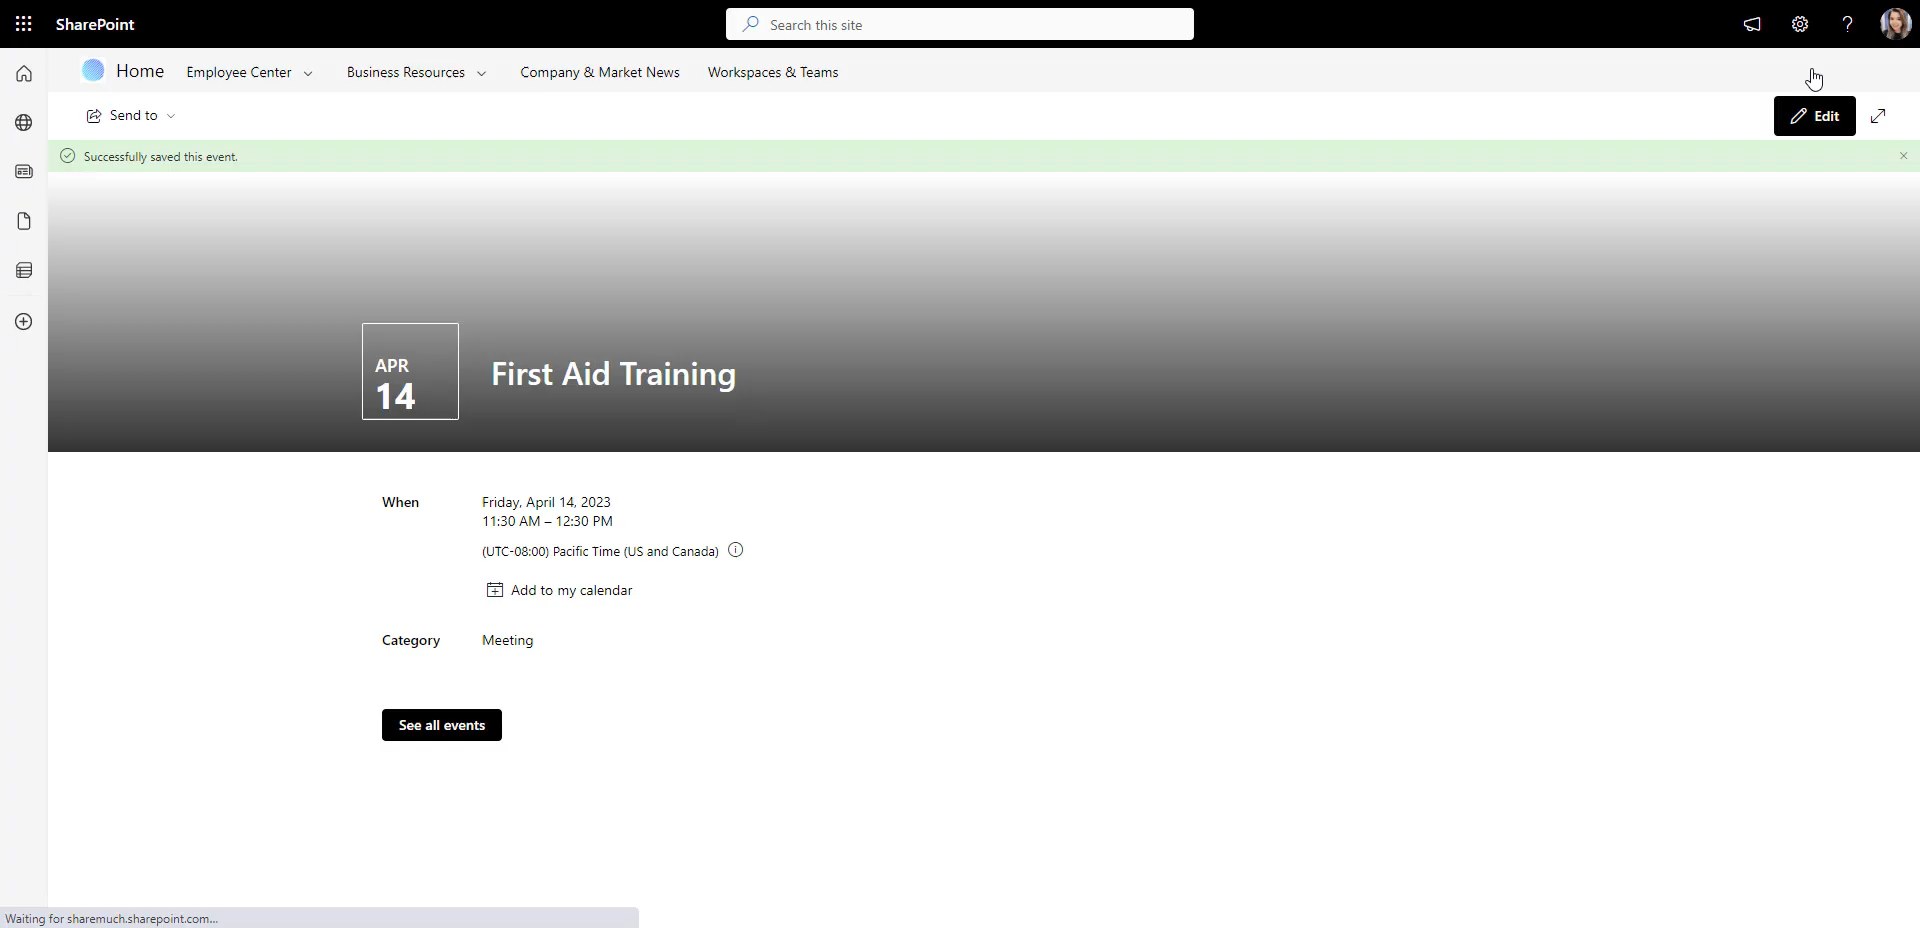 SharePoint
Search this site
Home
Employee Center
Business Resources
Company & Market News
Workspaces & Teams
Send to
Edit
Successfully saved this event.
APR
14
First Aid Training
When
Friday, April 14, 2023
11:30 AM – 12:30 PM
(UTC-08:00) Pacific Time (US and Canada)
Add to my calendar
Category
Meeting
See all events
Waiting for sharemuch.sharepoint.com...